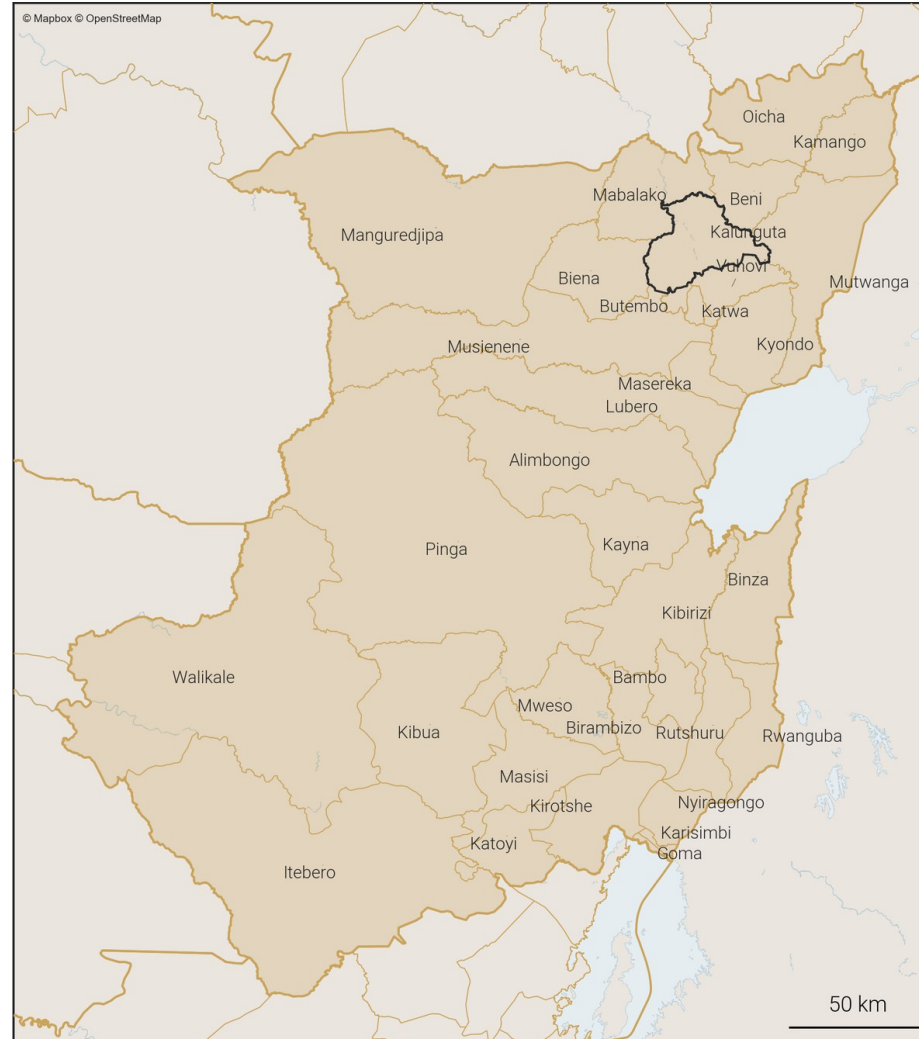 © Mapbox © OpenStreetMap
Oicha
Kamango
Mabalako
Beni
Manguredjipa
Kalunguta
Vuhovi
Biena
Mutwanga
Butembo
Katwa
Musienene
Kyondo
Masereka
Lubero
Alimbongo
Pinga
Kayna
Binza
Kibirizi
Walikale
Bambo
Mweso
Kibua
Birambizo
Rutshuru
Rwanguba
Masisi
Kirotshe
Nyiragongo
Karisimbi
Katoyi
Goma
Itebero
50 km